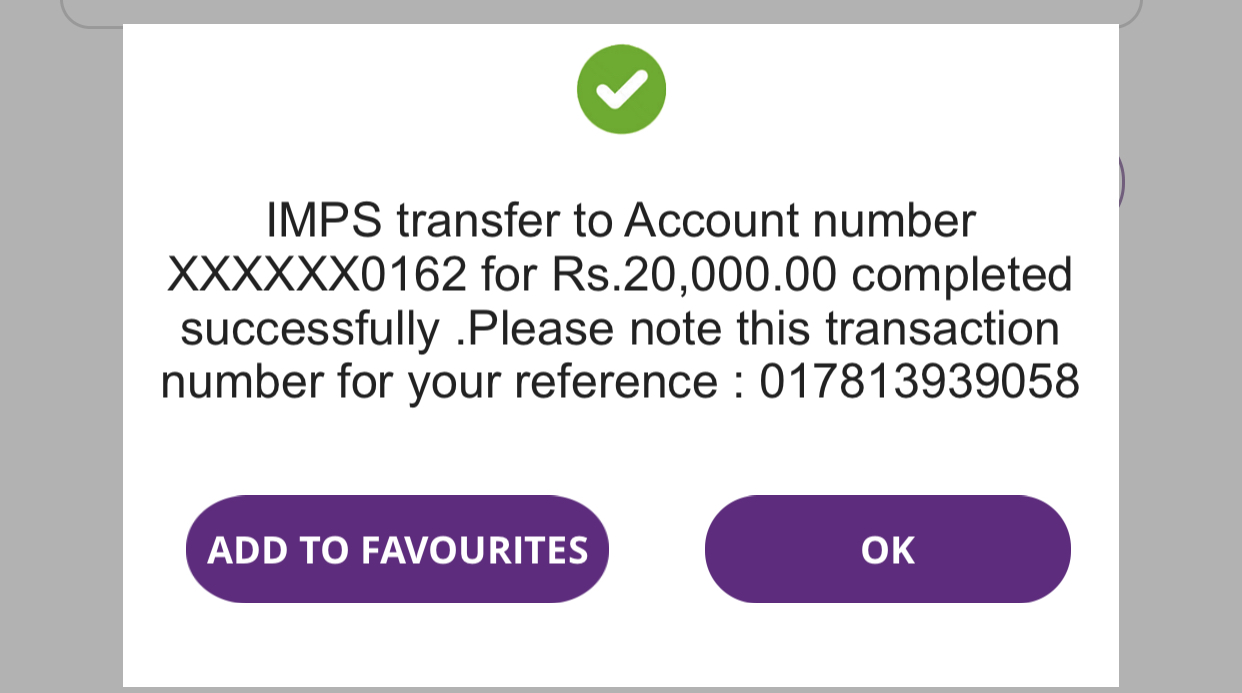 IMPS transfer to Account number
XXXXXX0162 for Rs.20,000.00 completed
successfully .Please note this transaction
number for your reference : 017813939058
ADD TO FAVOURITES
OK